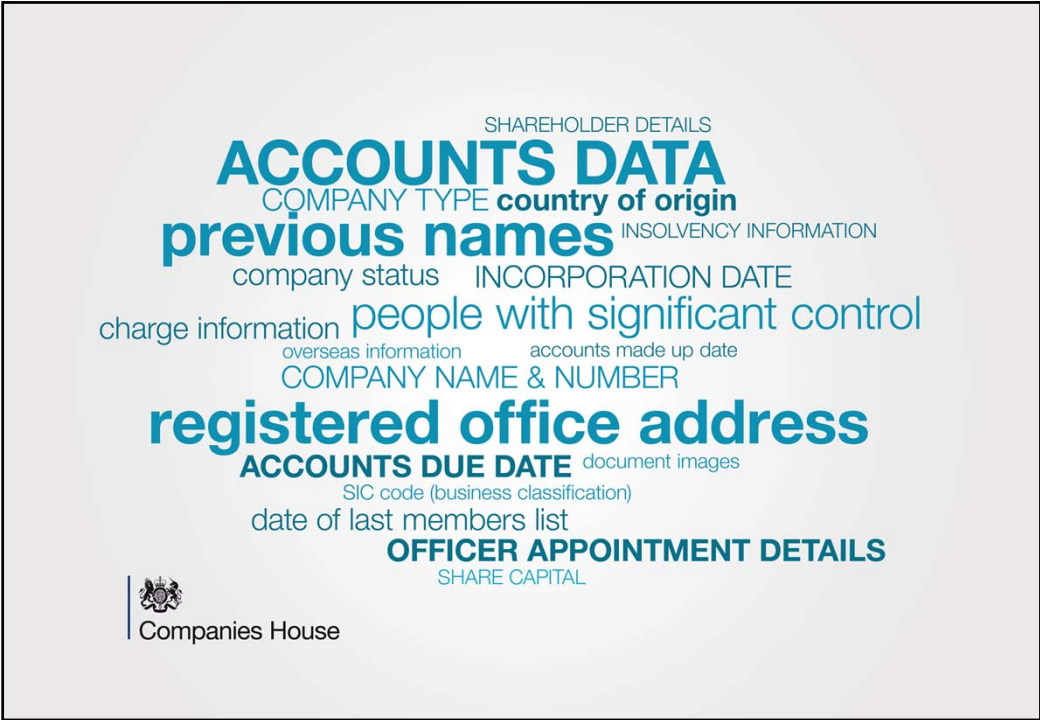 SHAREHOLDER DETAILS
ACCOUNTS DATA
COMPANY TYPE country of origin
previous names INSOLVENCY INFORMATION
company status INCORPORATION DATE
charge information people with significant control
overseas information accounts made up date
COMPANY NAME & NUMBER
registered office address
ACCOUNTS DUE DATE document images
SIC code (business classification)
date of last members list
OFFICER APPOINTMENT DETAILS
SHARE CAPITAL
Companies House